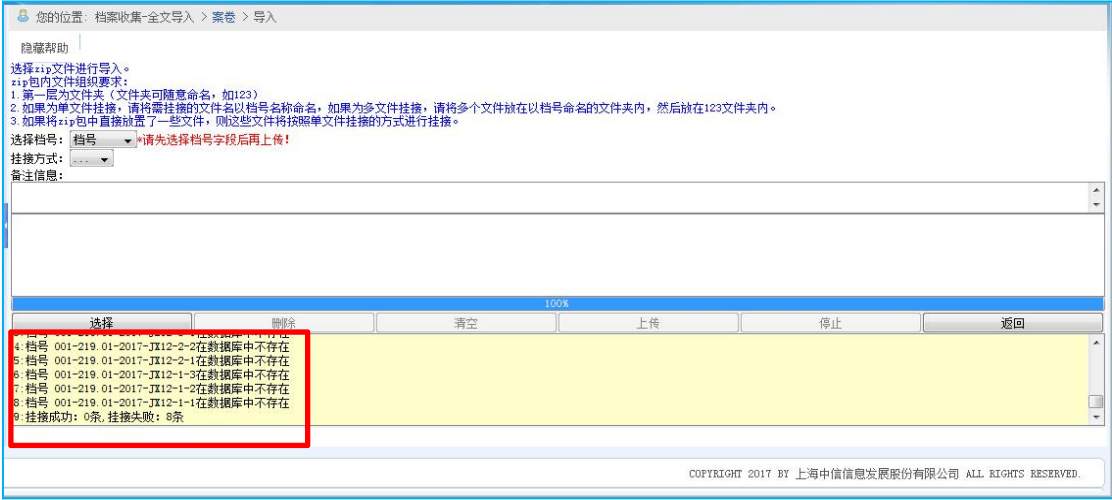 您的位置: 档案收集-全文导入 > 案卷 > 导入
隐藏帮助
选择zip文件进行导入。
zip包内文件组织要求:
1.第一层为文件夹（文件夹可随意命名，如123）
2.如果为单文件挂接，请将需挂接的文件名以档号名称命名，如果为多文件挂接，请将多个文件放在以档号命名的文件夹内，然后放在123文件夹内。
3.如果将zip包中直接放置了一些文件，则这些文件将按照单文件挂接的方式进行挂接。
选择档号: 档号 *请先选择档号字段后再上传!
挂接方式: ...
备注信息:
100%
选择 删除 清空 上传 停止 返回
4:档号 001-219.01-2017-JX12-2-2在数据库中不存在
5:档号 001-219.01-2017-JX12-2-1在数据库中不存在
6:档号 001-219.01-2017-JX12-1-3在数据库中不存在
7:档号 001-219.01-2017-JX12-1-2在数据库中不存在
8:档号 001-219.01-2017-JX12-1-1在数据库中不存在
9:挂接成功: 0条,挂接失败: 8条
COPYRIGHT 2017 BY 上海中信信息发展股份有限公司 ALL RIGHTS RESERVED.